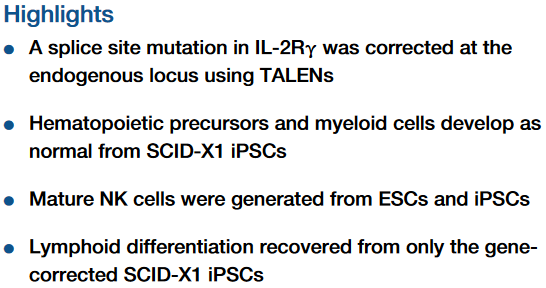 Highlights
● A splice site mutation in IL-2Rγ was corrected at the
endogenous locus using TALENs
● Hematopoietic precursors and myeloid cells develop as
normal from SCID-X1 iPSCs
● Mature NK cells were generated from ESCs and iPSCs
● Lymphoid differentiation recovered from only the gene-
corrected SCID-X1 iPSCs